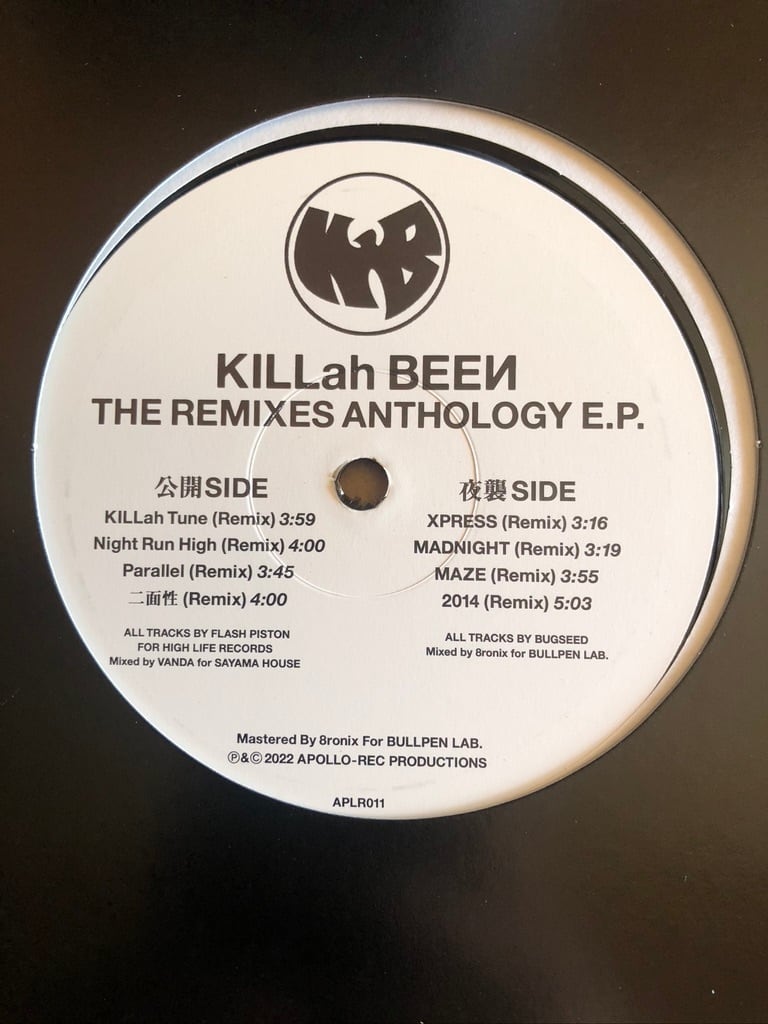 KB
KILLah BEEИ
THE REMIXES ANTHOLOGY E.P.
公開SIDE
KILLah Tune (Remix) 3:59
Night Run High (Remix) 4:00
Parallel (Remix) 3:45
二面性 (Remix) 4:00
ALL TRACKS BY FLASH PISTON
FOR HIGH LIFE RECORDS
Mixed by VANDA for SAYAMA HOUSE
夜襲SIDE
XPRESS (Remix) 3:16
MADNIGHT (Remix) 3:19
MAZE (Remix) 3:55
2014 (Remix) 5:03
ALL TRACKS BY BUGSEED
Mixed by 8ronix for BULLPEN LAB.
Mastered By 8ronix For BULLPEN LAB.
℗&©2022 APOLLO-REC PRODUCTIONS
APLR011